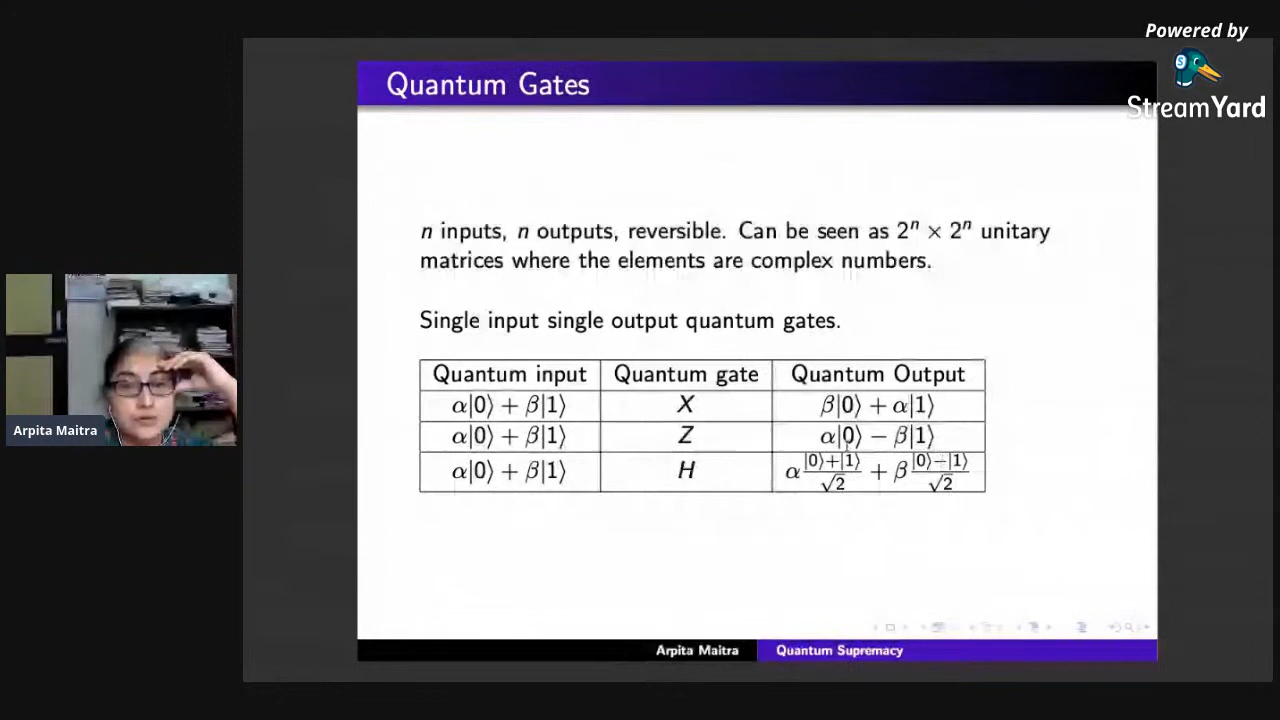 Powered by
StreamYard
Quantum Gates
n inputs, n outputs, reversible. Can be seen as 2ⁿ × 2ⁿ unitary
matrices where the elements are complex numbers.
Single input single output quantum gates.
Quantum input | Quantum gate | Quantum Output
α|0⟩ + β|1⟩ | X | β|0⟩ + α|1⟩
α|0⟩ + β|1⟩ | Z | α|0⟩ − β|1⟩
α|0⟩ + β|1⟩ | H | α (|0⟩+|1⟩)/√2 + β (|0⟩−|1⟩)/√2
Arpita Maitra
Arpita Maitra
Quantum Supremacy